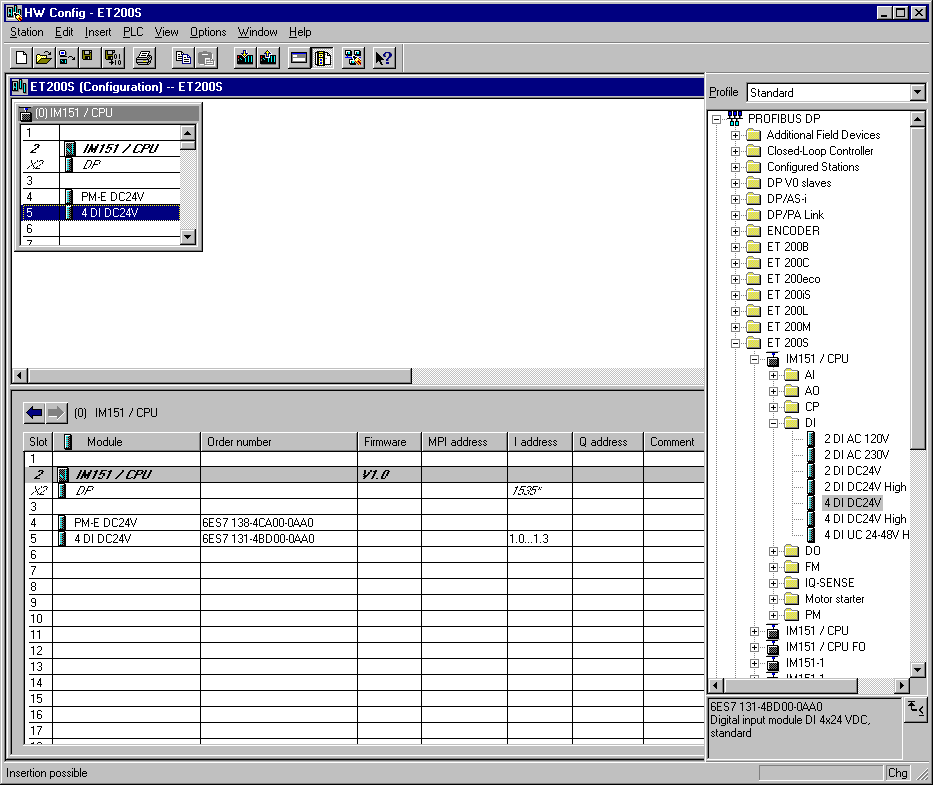 HW Config - ET200S
Station Edit Insert PLC View Options Window Help
ET200S (Configuration) -- ET200S
(0) IM151 / CPU
1
2 IM151 / CPU
X2 DP
3
4 PM-E DC24V
5 4 DI DC24V
6
7
(0) IM151 / CPU
Slot Module Order number Firmware MPI address I address Q address Comment
1
2 IM151 / CPU V1.0
X2 DP 1535*
3
4 PM-E DC24V 6ES7 138-4CA00-0AA0
5 4 DI DC24V 6ES7 131-4BD00-0AA0 1.0...1.3
6
7
8
9
10
11
12
13
14
15
16
17
18
Profile Standard
PROFIBUS DP
Additional Field Devices
Closed-Loop Controller
Configured Stations
DP V0 slaves
DP/AS-i
DP/PA Link
ENCODER
ET 200B
ET 200C
ET 200eco
ET 200iS
ET 200L
ET 200M
ET 200S
IM151 / CPU
AI
AO
CP
DI
2 DI AC 120V
2 DI AC 230V
2 DI DC24V
2 DI DC24V High
4 DI DC24V
4 DI DC24V High
4 DI UC 24-48V H
DO
FM
IQ-SENSE
Motor starter
PM
IM151 / CPU
IM151 / CPU FO
IM151-1
IM151-1
6ES7 131-4BD00-0AA0
Digital input module DI 4x24 VDC,
standard
Insertion possible Chg